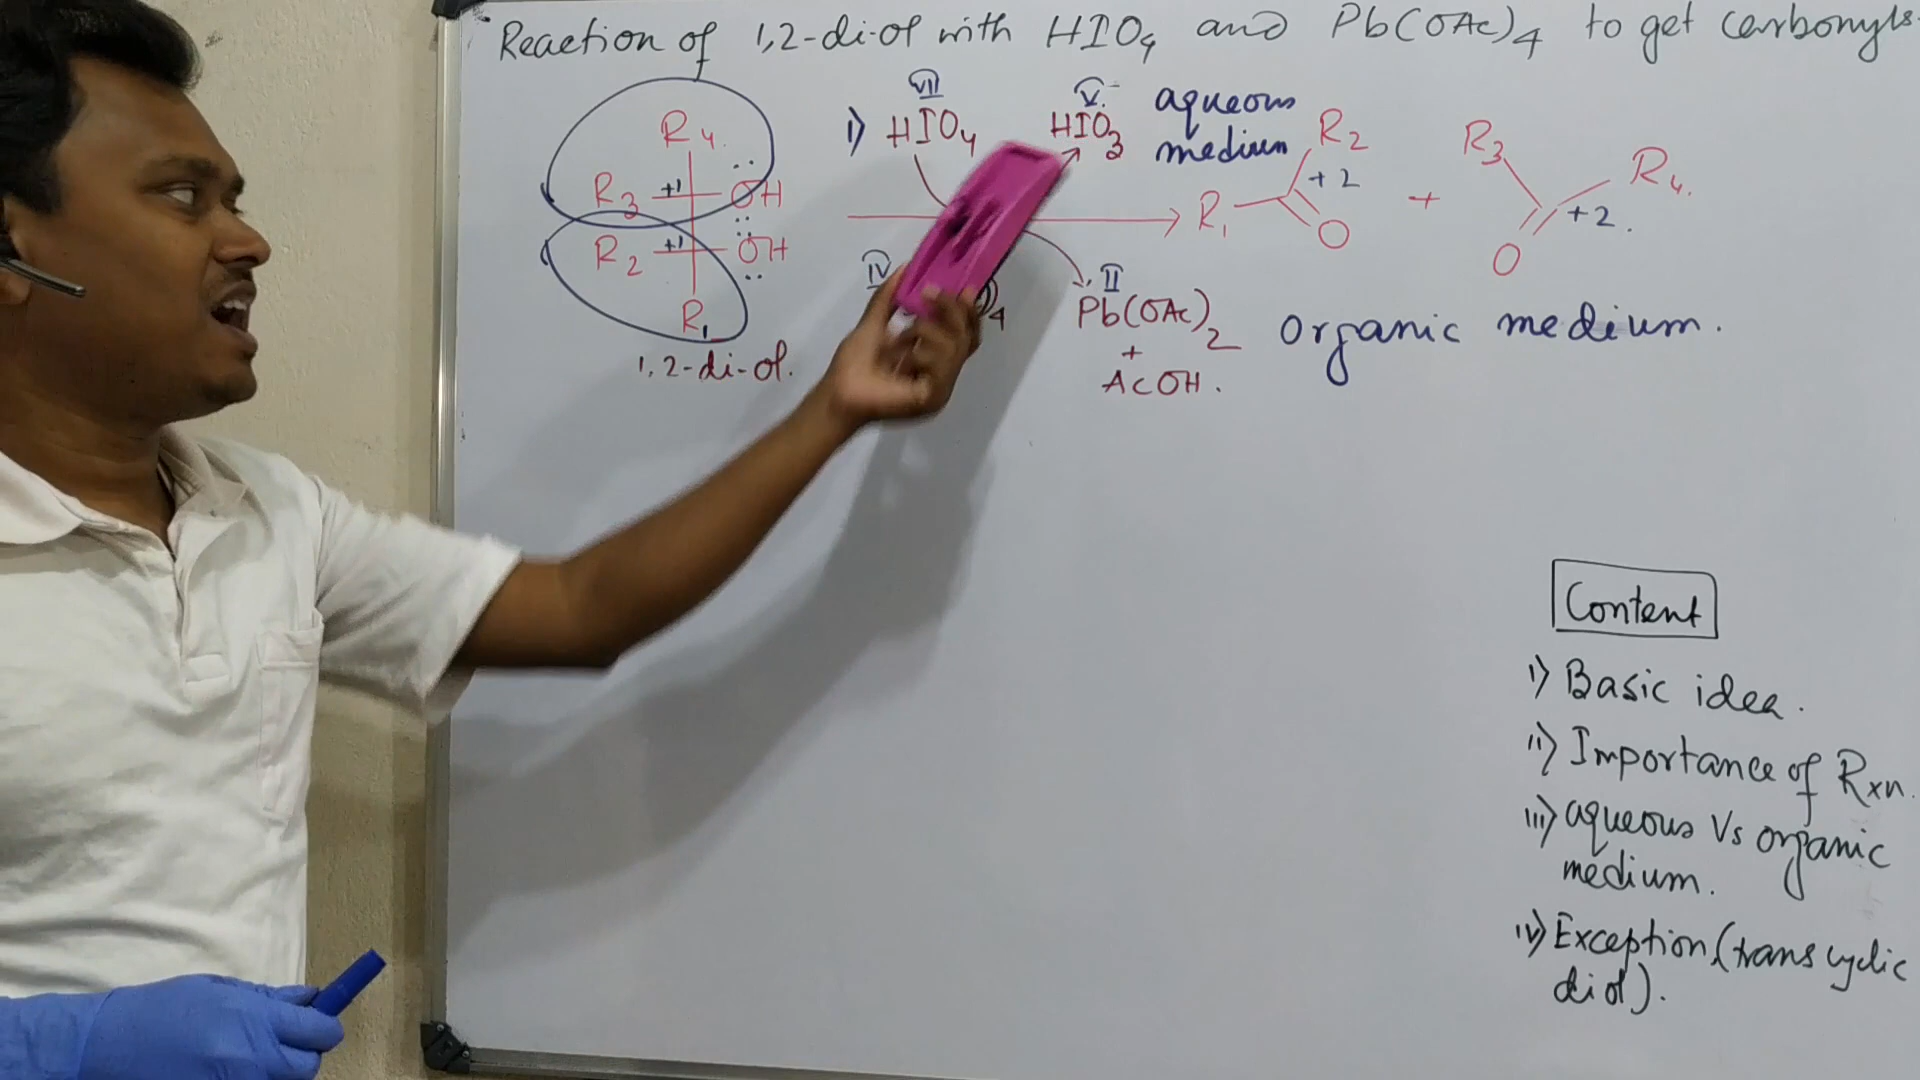 Reaction of 1,2-di-ol with HIO4 and Pb(OAc)4 to get carbonyls.
VII V. aqueous
R4. i) HIO4 HIO3 medium R2 R3 R4.
R3 +1 OH +2
R1 + +2.
R2 +1 OH O O
IV II
R1 4 Pb(OAc)2 organic medium.
1,2-di-ol. +
AcOH.
Content
i) Basic idea.
ii) Importance of Rxn.
iii) aqueous Vs organic
medium.
iv) Exception (trans cyclic
diol).